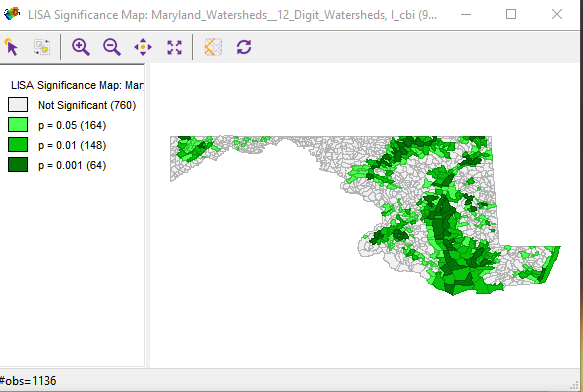 LISA Significance Map: Maryland_Watersheds__12_Digit_Watersheds, I_cbi (9...
LISA Significance Map: Mar
Not Significant (760)
p = 0.05 (164)
p = 0.01 (148)
p = 0.001 (64)
#obs=1136